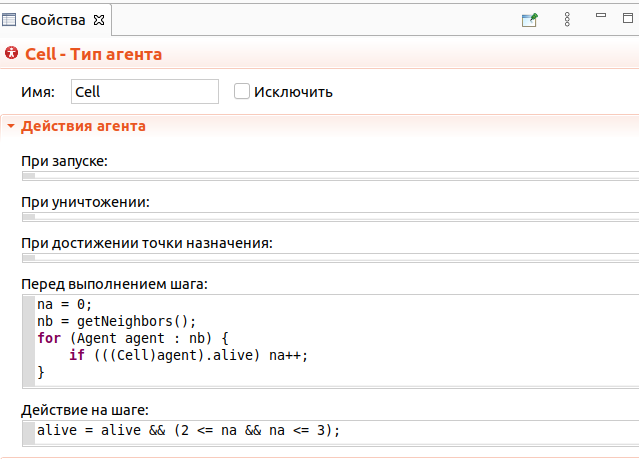 Свойства
Cell - Тип агента
Имя: Cell Исключить
Действия агента
При запуске:
При уничтожении:
При достижении точки назначения:
Перед выполнением шага:
na = 0;
nb = getNeighbors();
for (Agent agent : nb) {
    if (((Cell)agent).alive) na++;
}
Действие на шаге:
alive = alive && (2 <= na && na <= 3);